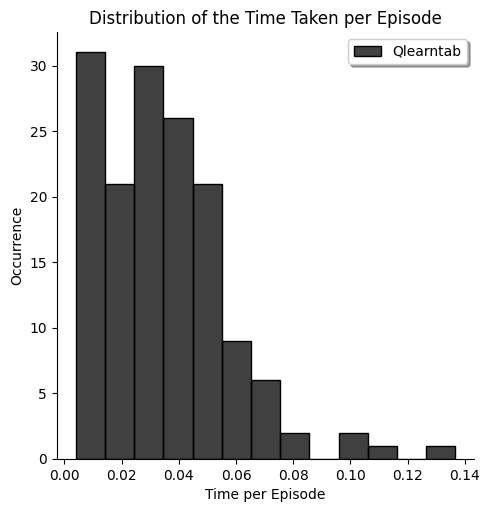 Distribution of the Time Taken per Episode
Qlearntab
Occurrence
30
25
20
15
10
5
0
0.00 0.02 0.04 0.06 0.08 0.10 0.12 0.14
Time per Episode